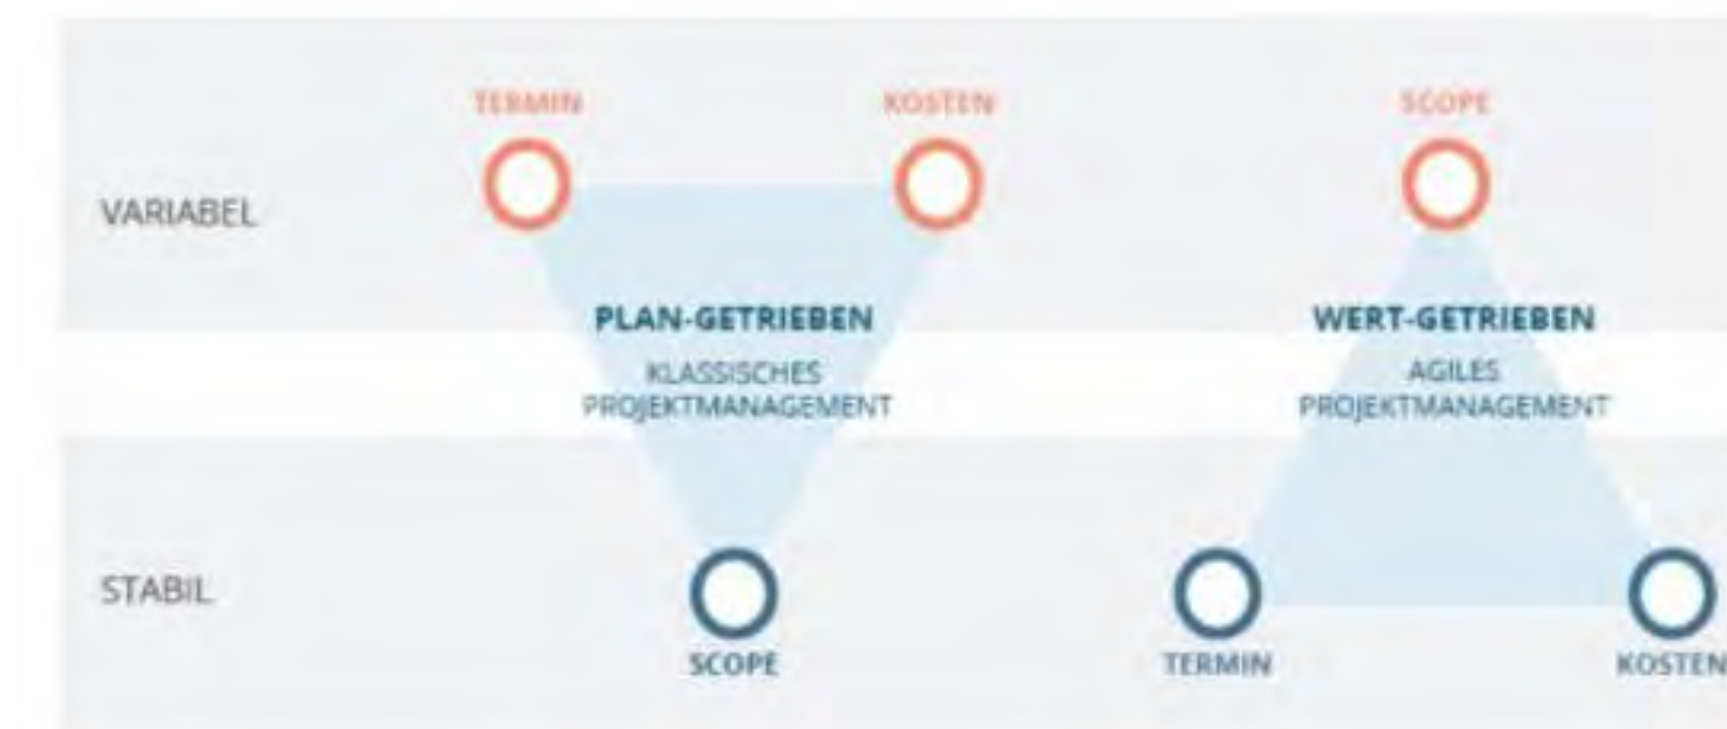 TERMIN
KOSTEN
SCOPE
VARIABEL
PLAN-GETRIEBEN
KLASSISCHES
PROJEKTMANAGEMENT
WERT-GETRIEBEN
AGILES
PROJEKTMANAGEMENT
STABIL
SCOPE
TERMIN
KOSTEN